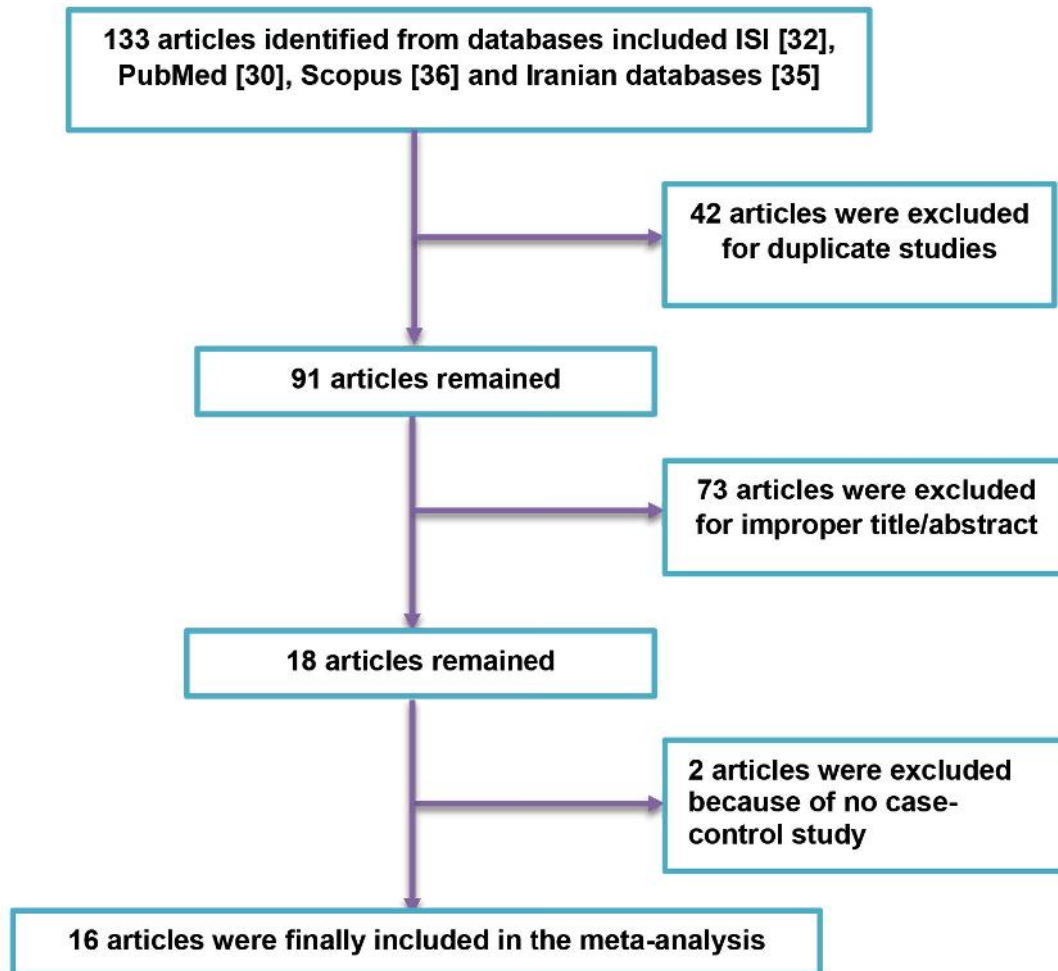 133 articles identified from databases included ISI [32],
PubMed [30], Scopus [36] and Iranian databases [35]
42 articles were excluded
for duplicate studies
91 articles remained
73 articles were excluded
for improper title/abstract
18 articles remained
2 articles were excluded
because of no case-
control study
16 articles were finally included in the meta-analysis